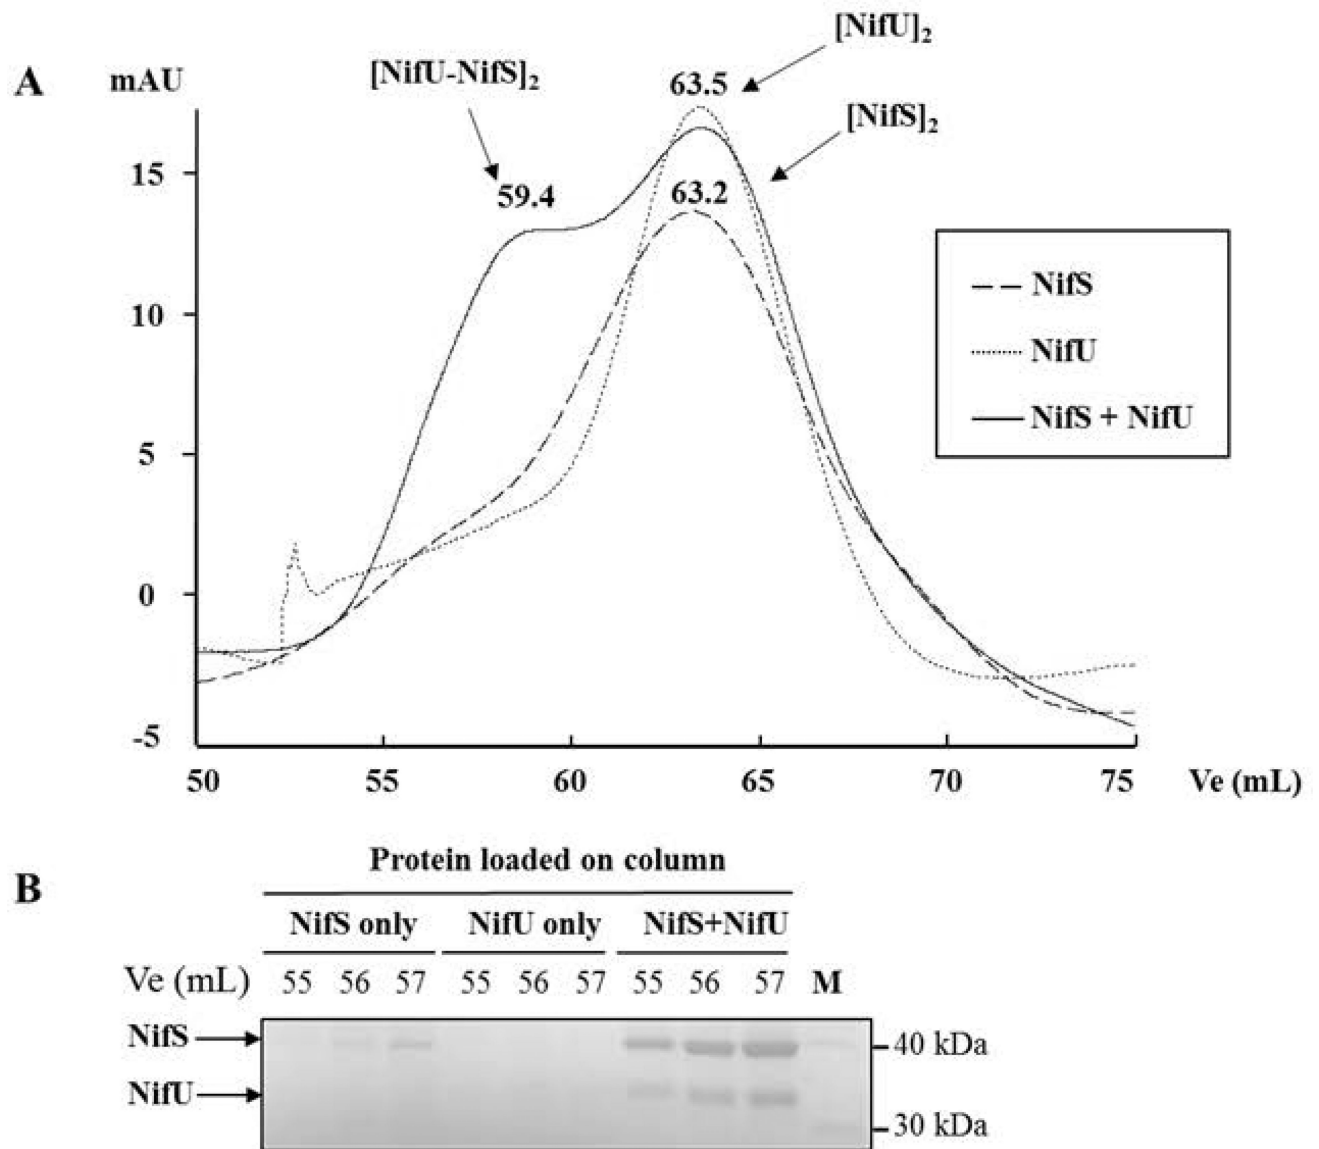 A
mAU
[NifU-NifS]2
[NifU]2
[NifS]2
63.5
59.4
63.2
15
10
5
0
-5
50 55 60 65 70 75 Ve (mL)
NifS
NifU
NifS + NifU
B
Protein loaded on column
NifS only NifU only NifS+NifU
Ve (mL) 55 56 57 55 56 57 55 56 57 M
NifS
NifU
40 kDa
30 kDa